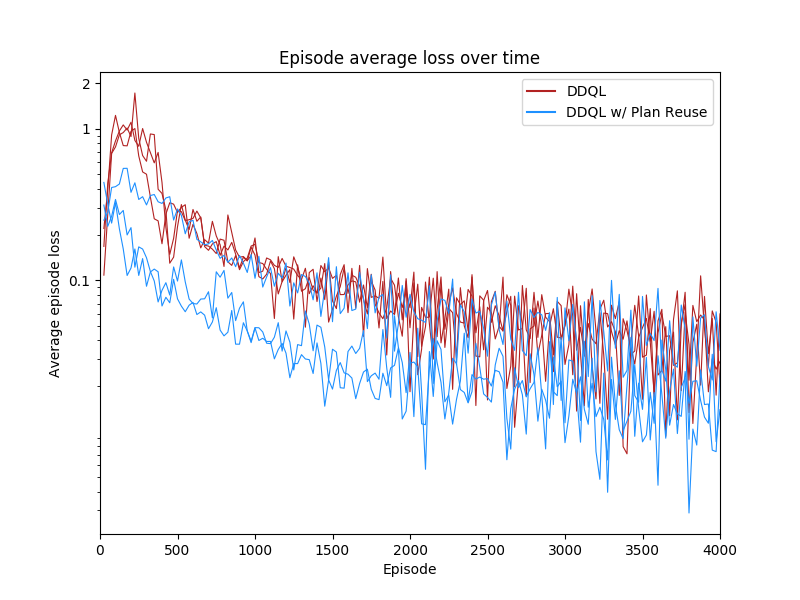 Episode average loss over time
DDQL
DDQL w/ Plan Reuse
2
1
0.1
Average episode loss
0 500 1000 1500 2000 2500 3000 3500 4000
Episode